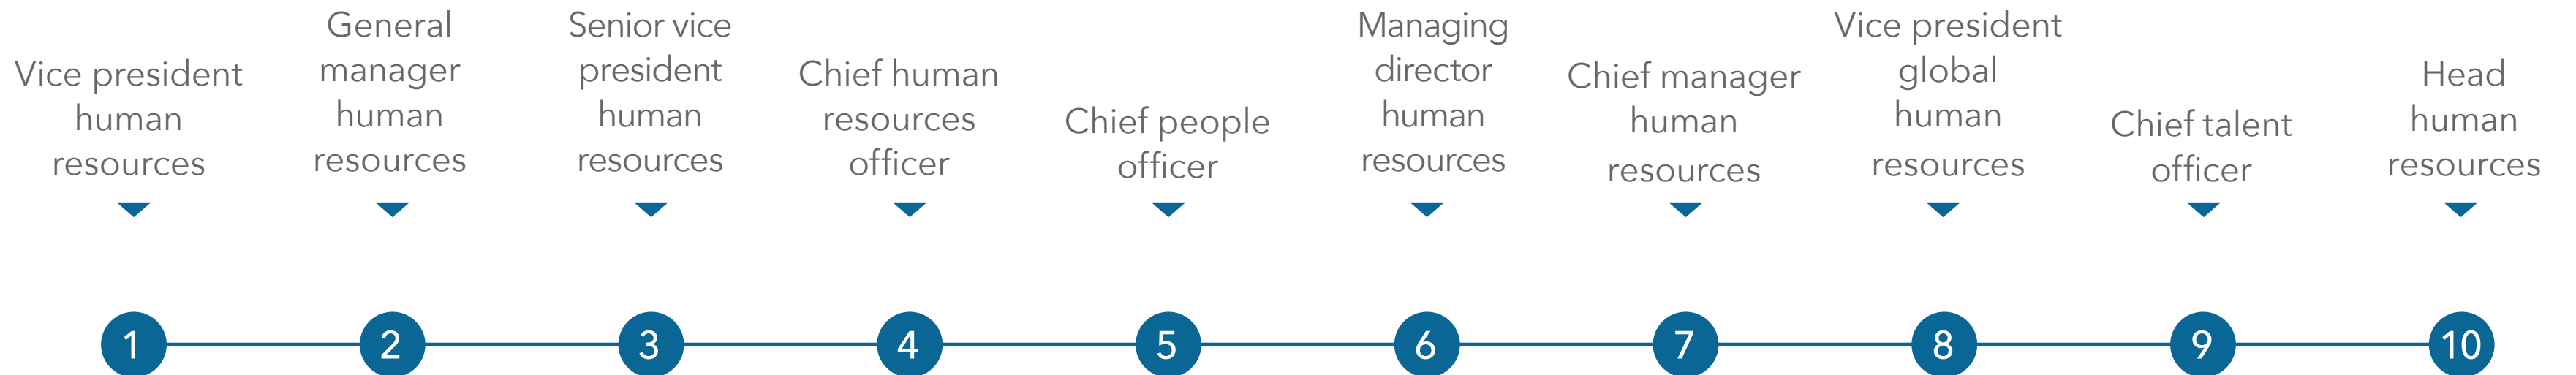 Vice president
human
resources
General
manager
human
resources
Senior vice
president
human
resources
Chief human
resources
officer
Chief people
officer
Managing
director
human
resources
Chief manager
human
resources
Vice president
global
human
resources
Chief talent
officer
Head
human
resources
1
2
3
4
5
6
7
8
9
10